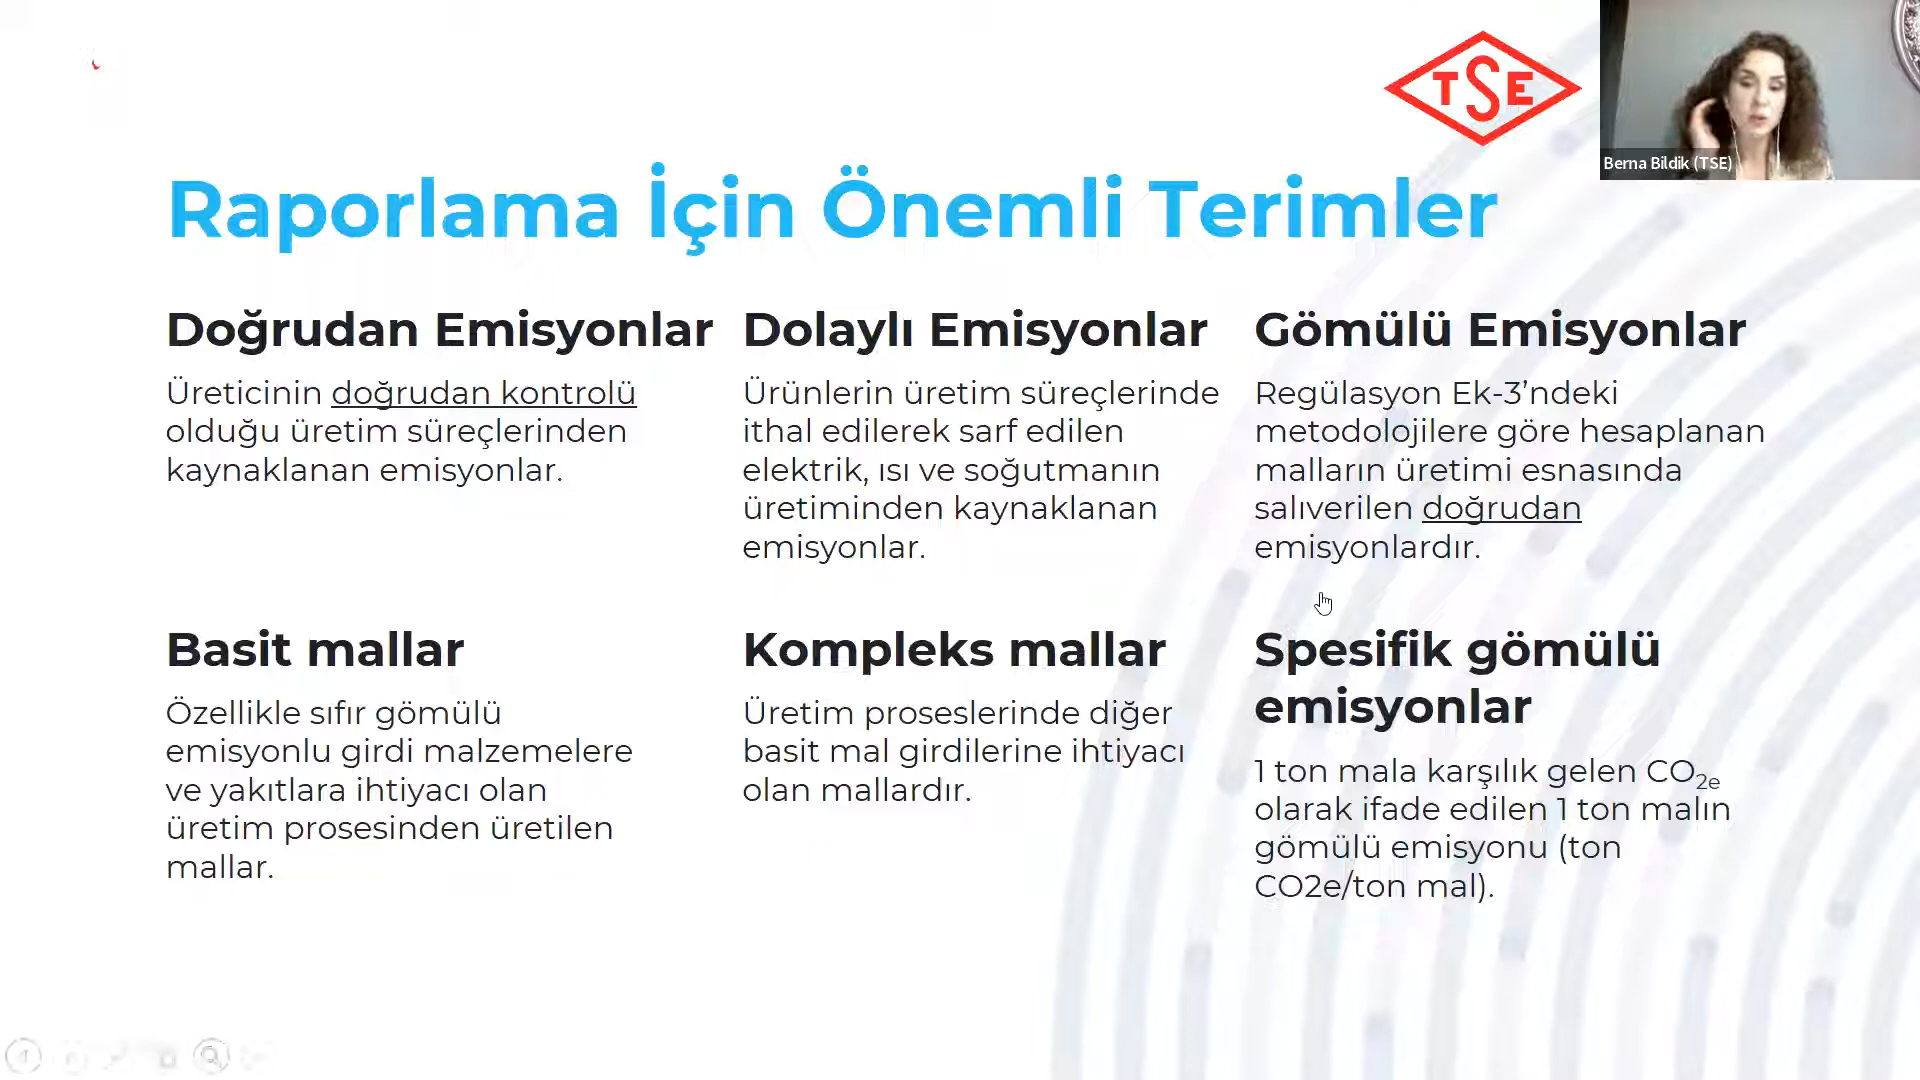 TSE
Berna Bildik (TSE)
Raporlama İçin Önemli Terimler
Doğrudan Emisyonlar
Üreticinin doğrudan kontrolü
olduğu üretim süreçlerinden
kaynaklanan emisyonlar.
Dolaylı Emisyonlar
Ürünlerin üretim süreçlerinde
ithal edilerek sarf edilen
elektrik, ısı ve soğutmanın
üretiminden kaynaklanan
emisyonlar.
Gömülü Emisyonlar
Regülasyon Ek-3’ndeki
metodolojilere göre hesaplanan
malların üretimi esnasında
salıverilen doğrudan
emisyonlardır.
Basit mallar
Özellikle sıfır gömülü
emisyonlu girdi malzemelere
ve yakıtlara ihtiyacı olan
üretim prosesinden üretilen
mallar.
Kompleks mallar
Üretim proseslerinde diğer
basit mal girdilerine ihtiyacı
olan mallardır.
Spesifik gömülü
emisyonlar
1 ton mala karşılık gelen CO2e
olarak ifade edilen 1 ton malın
gömülü emisyonu (ton
CO2e/ton mal).